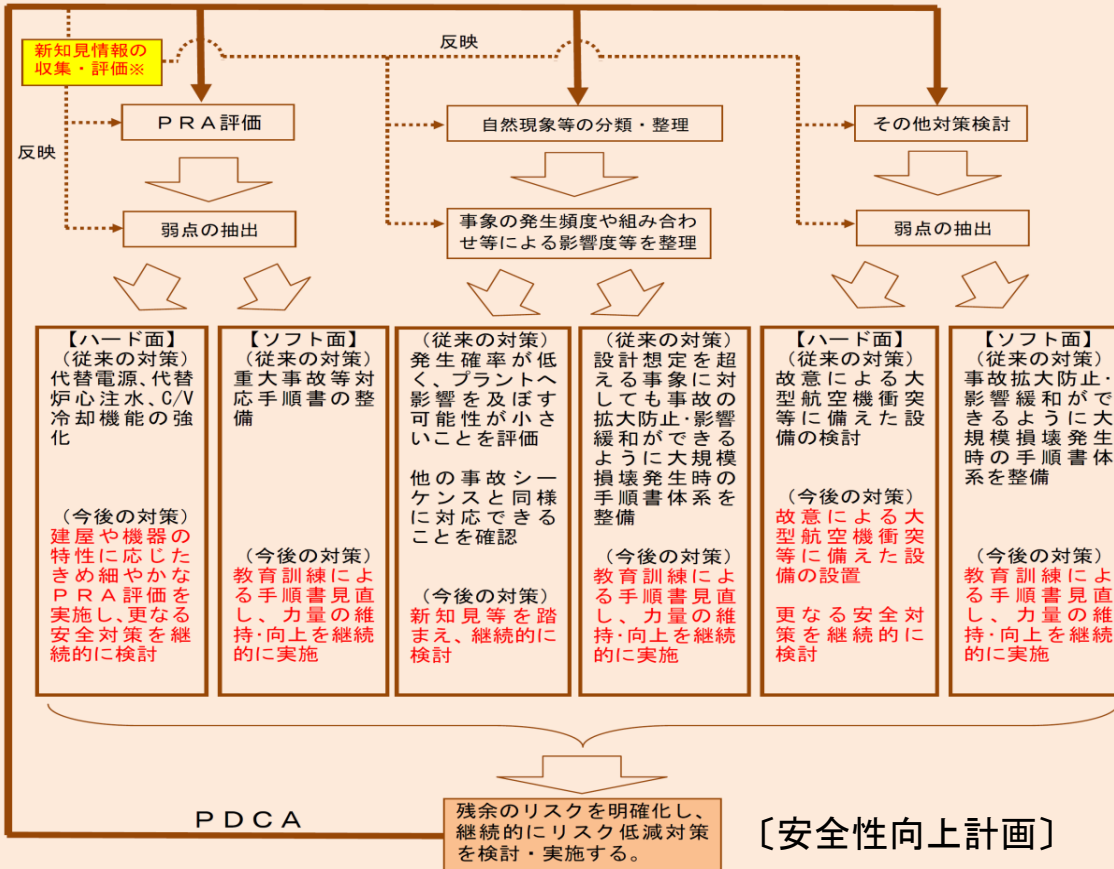 反映
新知見情報の
収集・評価※
ＰＲＡ評価
自然現象等の分類・整理
その他対策検討
反映
弱点の抽出
事象の発生頻度や組み合わ
せ等による影響度等を整理
弱点の抽出
【ハード面】
（従来の対策）
代替電源、代替
炉心注水、C/V
冷却機能の強
化
（今後の対策）
建屋や機器の
特性に応じた
きめ細やかな
ＰＲＡ評価を
実施し、更なる
安全対策を継
続的に検討
【ソフト面】
（従来の対策）
重大事故等対
応手順書の整
備
（今後の対策）
教育訓練によ
る手順書見直
し、力量の維
持･向上を継続
的に実施
（従来の対策）
発生確率が低
く、プラントへ
影響を及ぼす
可能性が小さ
いことを評価
他の事故シー
ケンスと同様
に対応できる
ことを確認
（今後の対策）
新知見等を踏
まえ、継続的に
検討
（従来の対策）
設計想定を超
える事象に対
しても事故の
拡大防止･影響
緩和ができる
ように大規模
損壊発生時の
手順書体系を
整備
（今後の対策）
教育訓練によ
る手順書見直
し、力量の維
持･向上を継続
的に実施
【ハード面】
（従来の対策）
故意による大
型航空機衝突
等に備えた設
備の検討
（今後の対策）
故意による大
型航空機衝突
等に備えた設
備の設置
更なる安全対
策を継続的に
検討
【ソフト面】
（従来の対策）
事故拡大防止･
影響緩和がで
きるように大
規模損壊発生
時の手順書体
系を整備
（今後の対策）
教育訓練によ
る手順書見直
し、力量の維
持･向上を継続
的に実施
ＰＤＣＡ
残余のリスクを明確化し、
継続的にリスク低減対策
を検討・実施する。
〔安全性向上計画〕